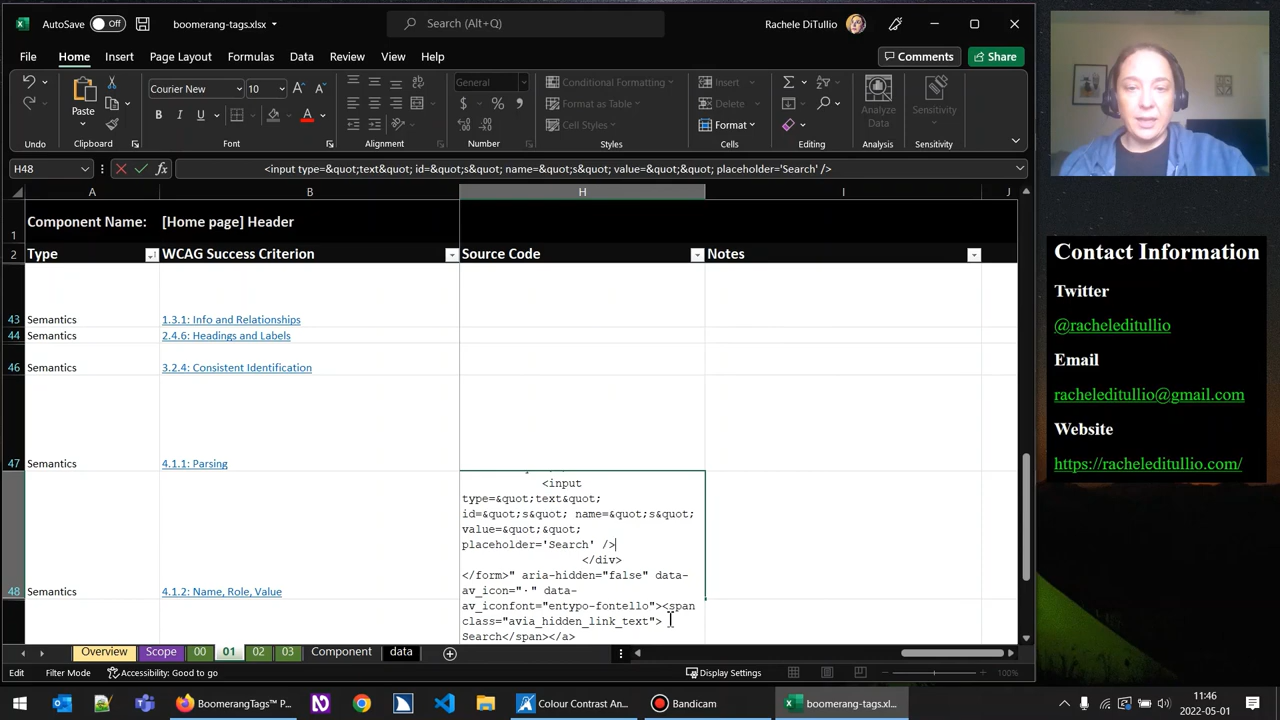 AutoSave Off boomerang-tags.xlsx Search (Alt+Q) Rachele DiTullio
File Home Insert Page Layout Formulas Data Review View Help Comments Share
Courier New 10 General Conditional Formatting Insert
Paste Format as Table Delete Analyze Data Sensitivity
B I U A $ % Cell Styles Format
Undo Clipboard Font Alignment Number Styles Cells Editing Analysis Sensitivity
H48 <input type=&quot;text&quot; id=&quot;s&quot; name=&quot;s&quot; value=&quot;&quot; placeholder='Search' />
A B H I J
1 Component Name: [Home page] Header
2 Type WCAG Success Criterion Source Code Notes
43 Semantics 1.3.1: Info and Relationships
44 Semantics 2.4.6: Headings and Labels
46 Semantics 3.2.4: Consistent Identification
47 Semantics 4.1.1: Parsing
<input
type=&quot;text&quot;
id=&quot;s&quot; name=&quot;s&quot;
value=&quot;&quot;
placeholder='Search' />
</div>
</form>" aria-hidden="false" data-
48 Semantics 4.1.2: Name, Role, Value
av_icon="·" data-
av_iconfont="entypo-fontello"><span
class="avia_hidden_link_text">
Search</span></a>
Overview Scope 00 01 02 03 Component data
Edit Filter Mode Accessibility: Good to go Display Settings 100%
BoomerangTags™ P... Colour Contrast An... Bandicam boomerang-tags.xl...
11:46
2022-05-01
Contact Information
Twitter
@racheleditullio
Email
racheleditullio@gmail.com
Website
https://racheleditullio.com/